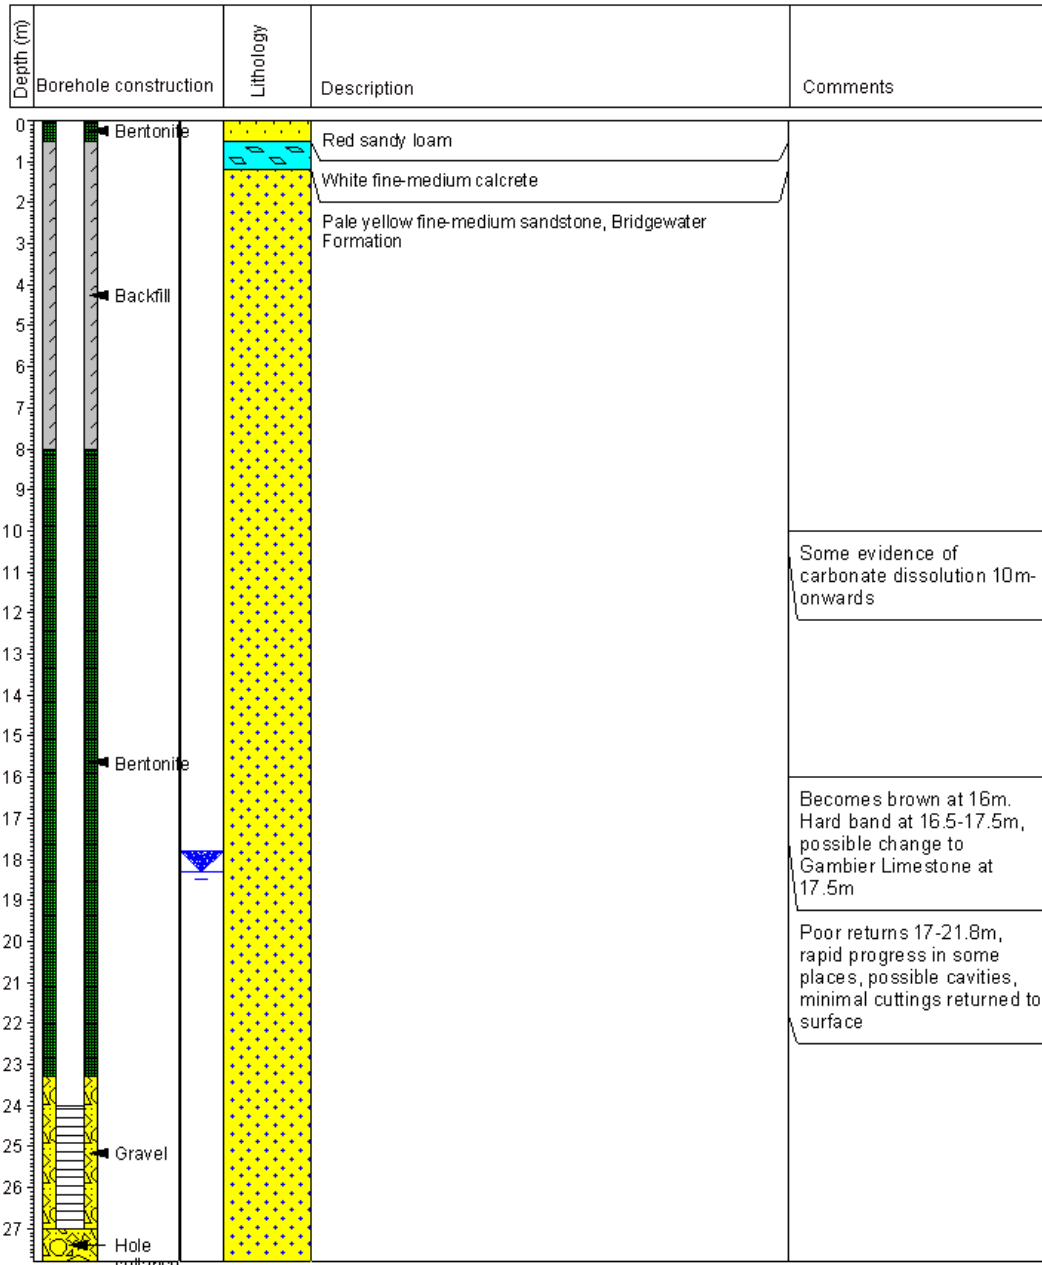 Depth (m)
Borehole construction
Lithology
Description
Comments
0
1
2
3
4
5
6
7
8
9
10
11
12
13
14
15
16
17
18
19
20
21
22
23
24
25
26
27
Bentonite
Backfill
Bentonite
Gravel
Hole
Red sandy loam
White fine-medium calcrete
Pale yellow fine-medium sandstone, Bridgewater
Formation
Some evidence of
carbonate dissolution 10m-
onwards
Becomes brown at 16m.
Hard band at 16.5-17.5m,
possible change to
Gambier Limestone at
17.5m
Poor returns 17-21.8m,
rapid progress in some
places, possible cavities,
minimal cuttings returned to
surface